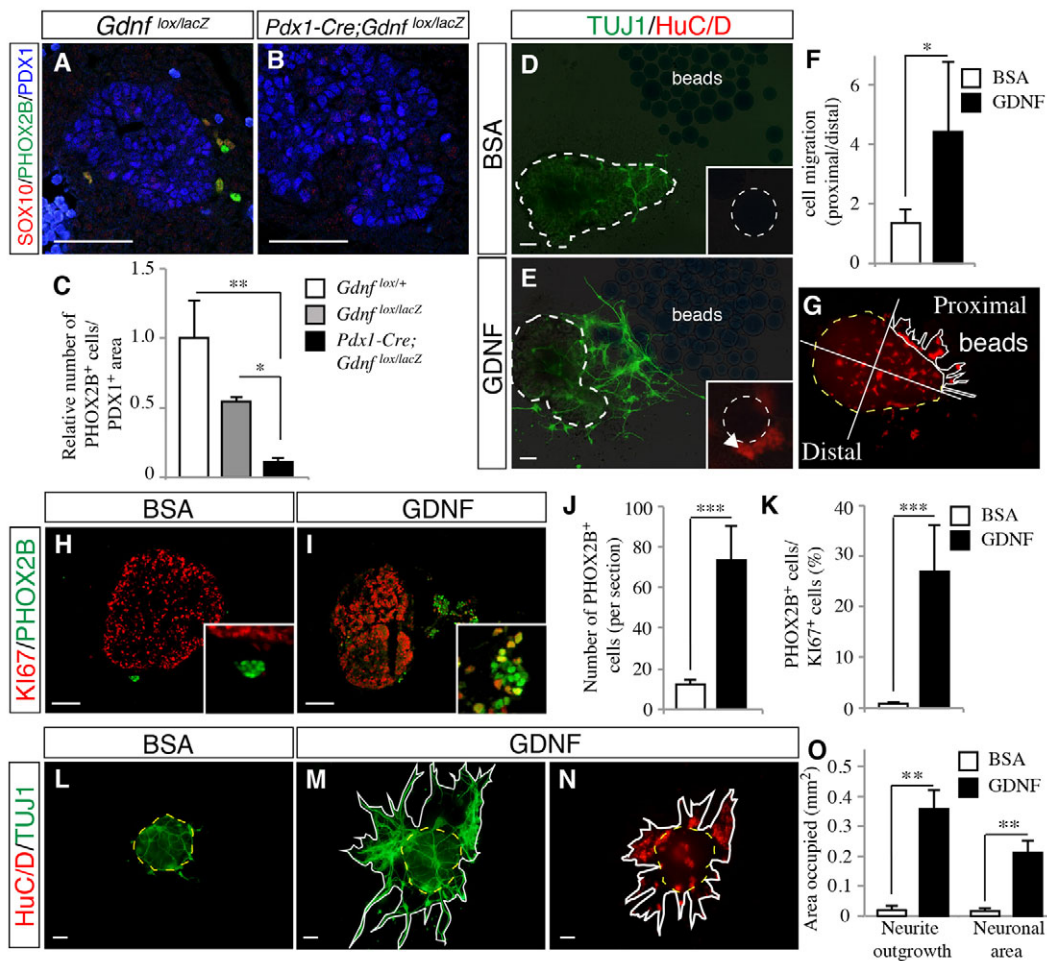 Gdnf lox/lacZ
Pdx1-Cre;Gdnf lox/lacZ
SOX10/PHOX2B/PDX1
A
B
C
Relative number of
PHOX2B+ cells/
PDX1+ area
1.5
1.0
0.5
0
**
*
Gdnf lox/+
Gdnf lox/lacZ
Pdx1-Cre;
Gdnf lox/lacZ
TUJ1/HuC/D
BSA
D
beads
GDNF
E
beads
F
cell migration
(proximal/distal)
6
4
2
0
*
BSA
GDNF
G
Proximal
beads
Distal
BSA
GDNF
KI67/PHOX2B
H
I
J
Number of PHOX2B+
cells (per section)
100
80
60
40
20
0
***
K
PHOX2B+ cells/
KI67+ cells (%)
40
30
20
10
0
***
BSA
GDNF
BSA
GDNF
HuC/D/TUJ1
L
M
N
O
Area occupied (mm2)
0.5
0.4
0.3
0.2
0.1
0
BSA
GDNF
**
**
Neurite
outgrowth
Neuronal
area